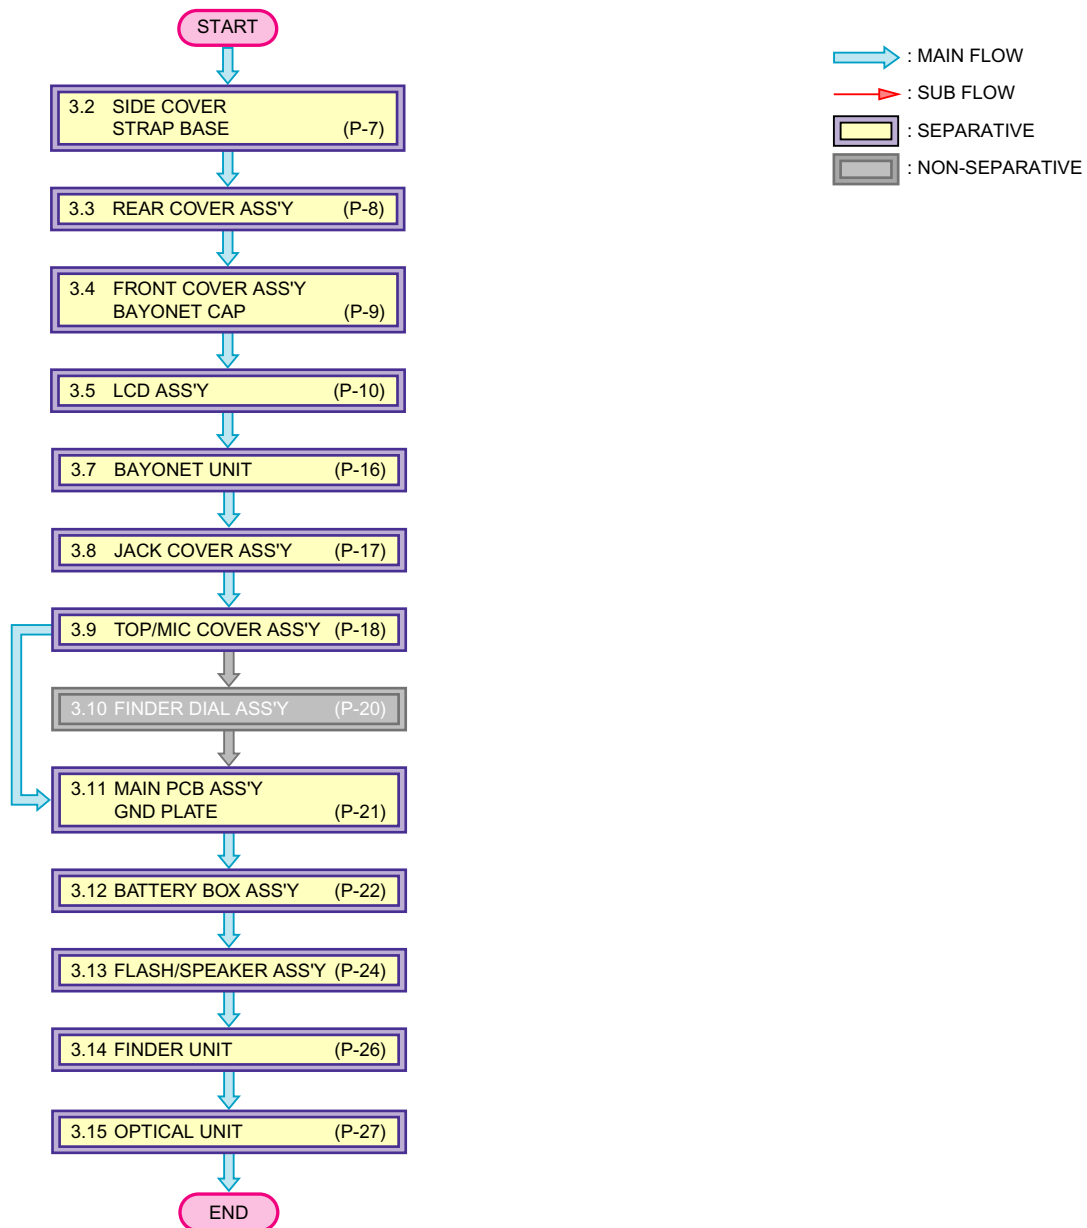 START
3.2 SIDE COVER
STRAP BASE (P-7)
3.3 REAR COVER ASS'Y (P-8)
3.4 FRONT COVER ASS'Y
BAYONET CAP (P-9)
3.5 LCD ASS'Y (P-10)
3.7 BAYONET UNIT (P-16)
3.8 JACK COVER ASS'Y (P-17)
3.9 TOP/MIC COVER ASS'Y (P-18)
3.10 FINDER DIAL ASS'Y (P-20)
3.11 MAIN PCB ASS'Y
GND PLATE (P-21)
3.12 BATTERY BOX ASS'Y (P-22)
3.13 FLASH/SPEAKER ASS'Y (P-24)
3.14 FINDER UNIT (P-26)
3.15 OPTICAL UNIT (P-27)
END
: MAIN FLOW
: SUB FLOW
: SEPARATIVE
: NON-SEPARATIVE